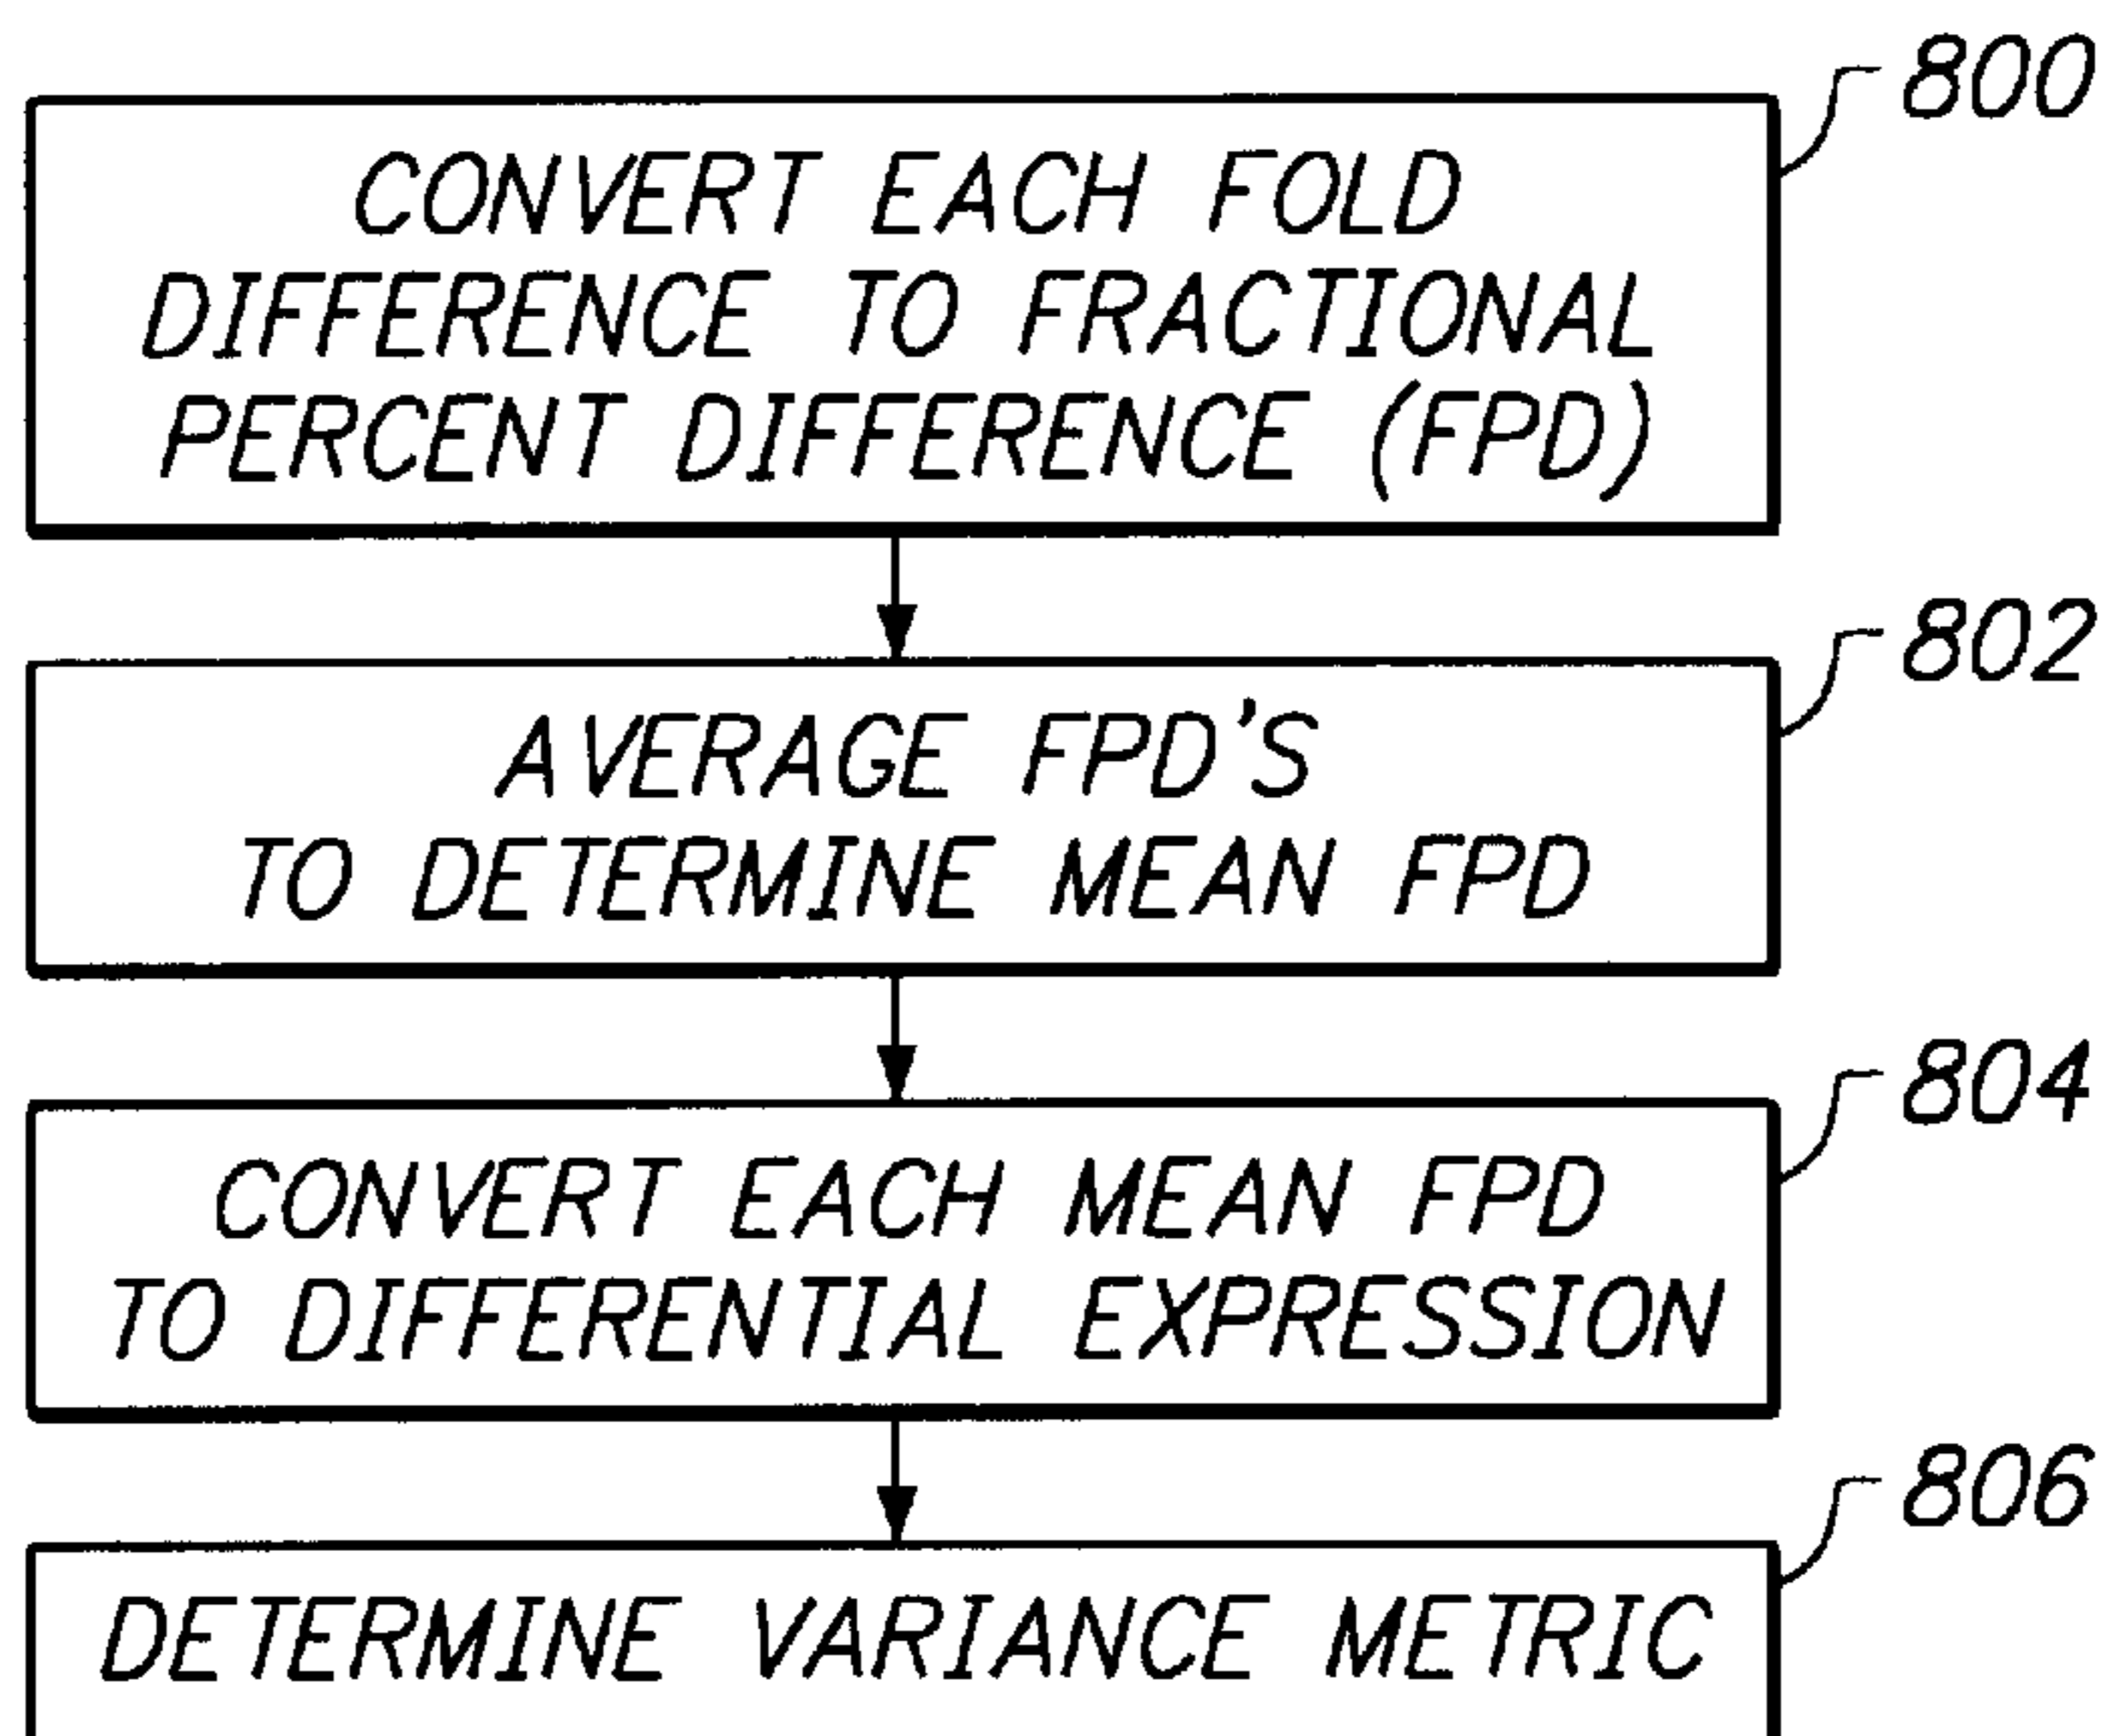 800
CONVERT EACH FOLD
DIFFERENCE TO FRACTIONAL
PERCENT DIFFERENCE (FPD)
802
AVERAGE FPD'S
TO DETERMINE MEAN FPD
804
CONVERT EACH MEAN FPD
TO DIFFERENTIAL EXPRESSION
806
DETERMINE VARIANCE METRIC